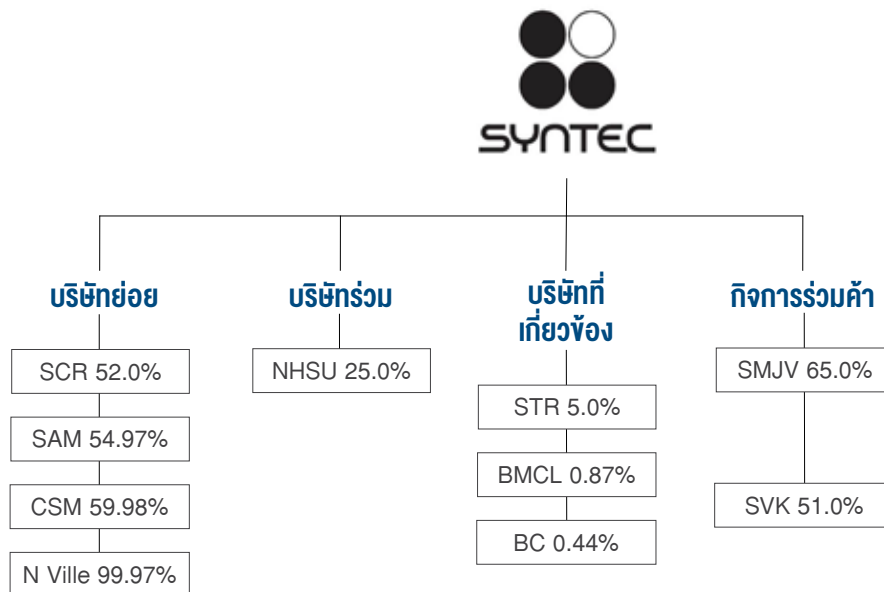 SYNTEC
บริษัทย่อย
SCR 52.0%
SAM 54.97%
CSM 59.98%
N Ville 99.97%
บริษัทร่วม
NHSU 25.0%
บริษัทที่
เกี่ยวข้อง
STR 5.0%
BMCL 0.87%
BC 0.44%
กิจการร่วมค้า
SMJV 65.0%
SVK 51.0%